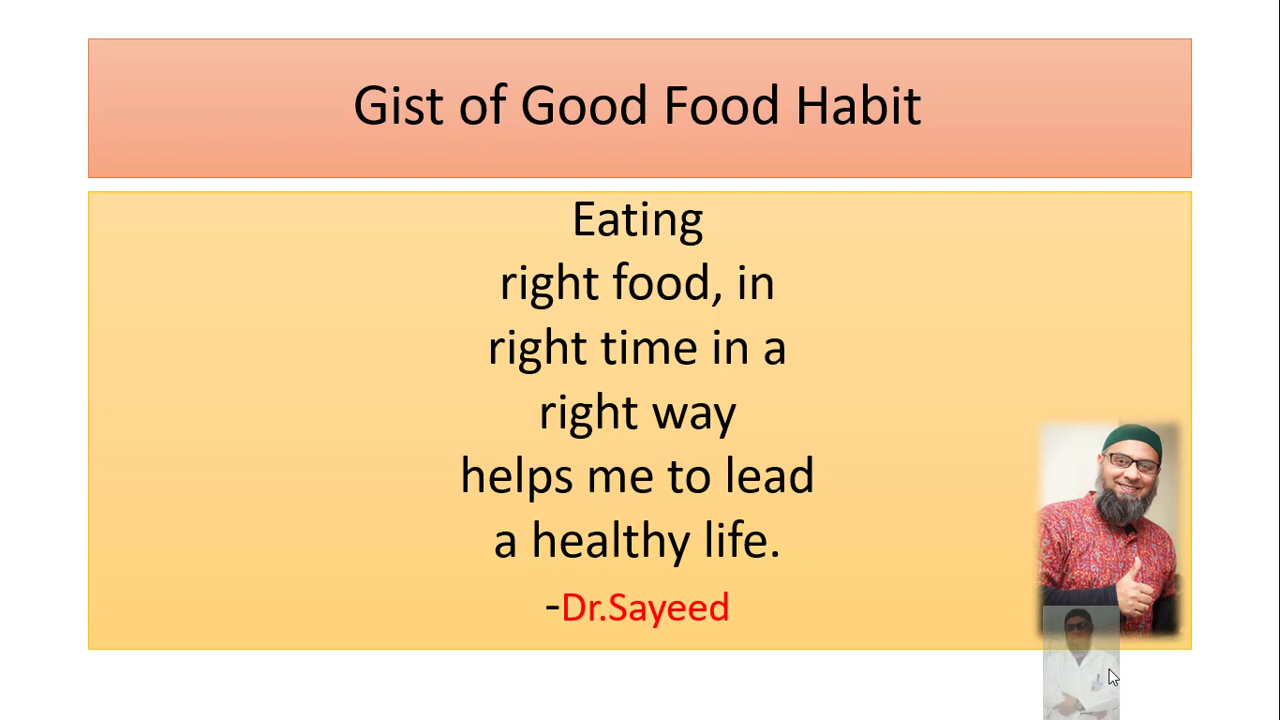 Gist of Good Food Habit
Eating
right food, in
right time in a
right way
helps me to lead
a healthy life.
-Dr.Sayeed